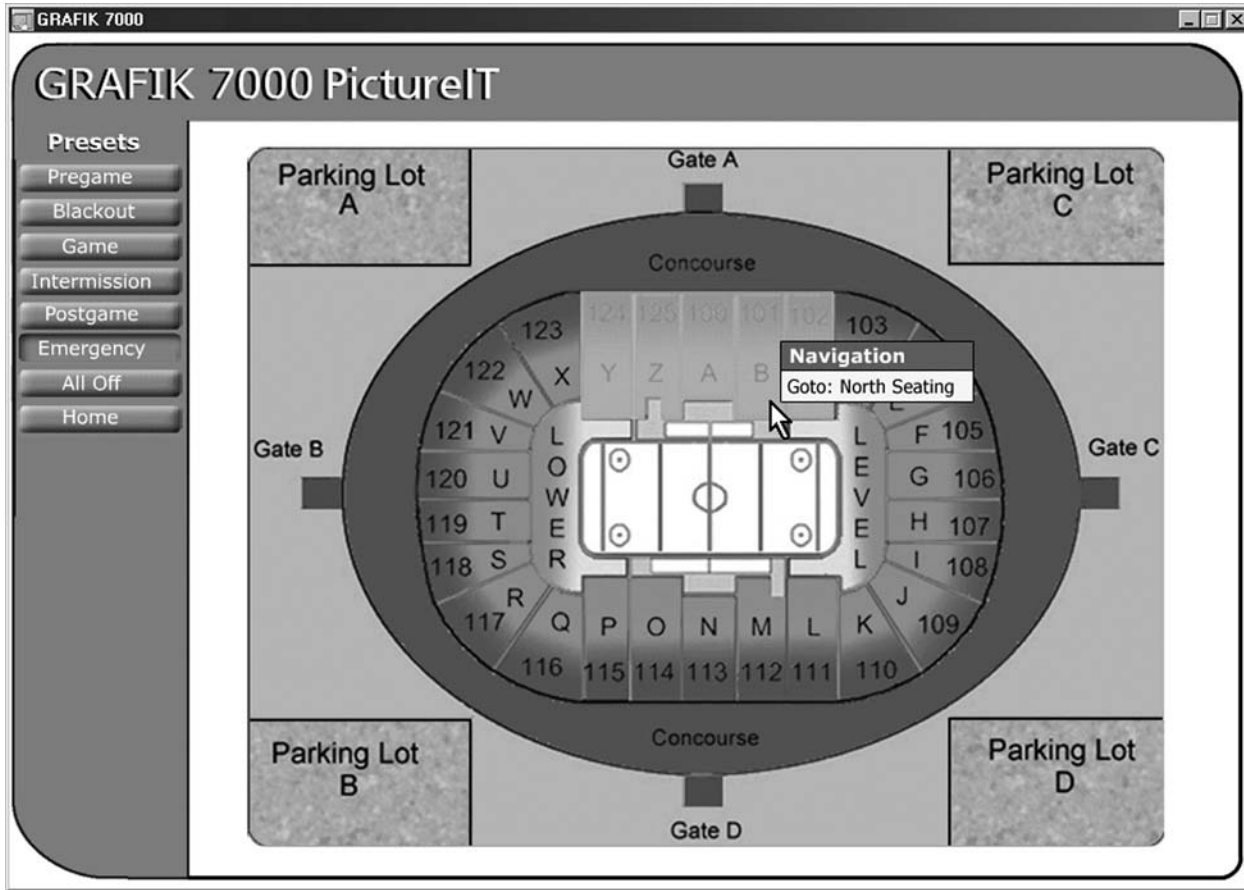 GRAFIK 7000
GRAFIK 7000 PictureIT
Presets
Pregame
Blackout
Game
Intermission
Postgame
Emergency
All Off
Home
Parking Lot
A
Gate A
Parking Lot
C
Concourse
123
124 125 100 101 102
103
122
W
X
Y Z A B
Navigation
Goto: North Seating
121 V
F 105
Gate B
Gate C
120 U
G 106
119 T
H 107
118 S
I 108
117 R
J 109
LOWER
LEVEL
Q P O N M L K
116 115 114 113 112 111 110
Concourse
Parking Lot
B
Parking Lot
D
Gate D